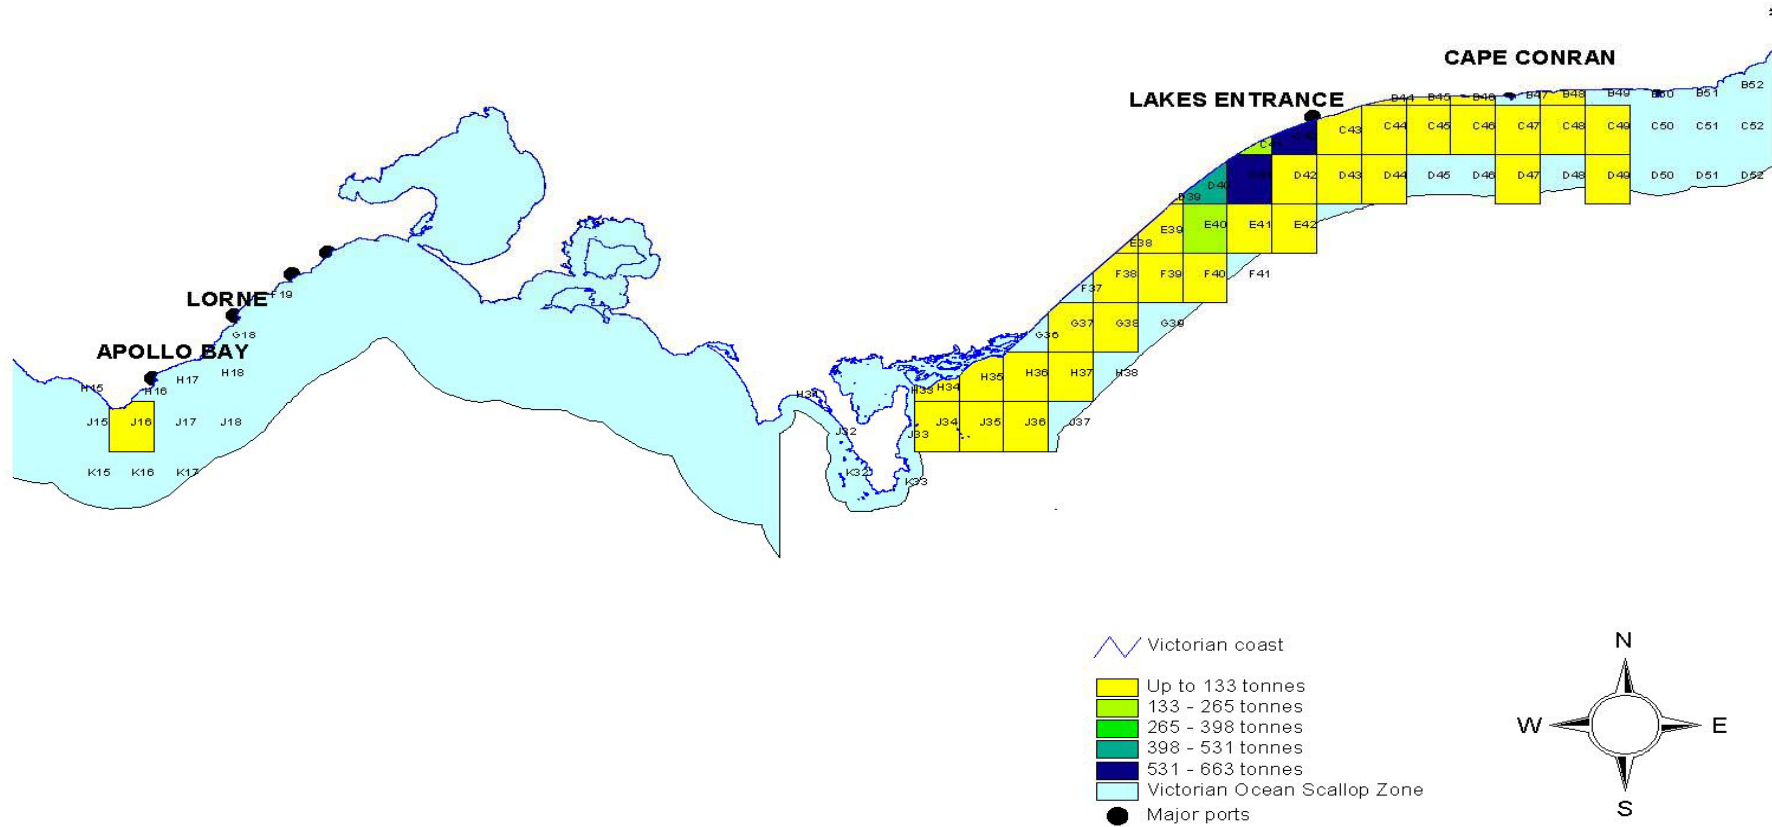 CAPE CONRAN
LAKES ENTRANCE
B44 B45 B46 B47 B48 B49 B50 B51 B52
C41 C43 C44 C45 C46 C47 C48 C49 C50 C51 C52
D39 D40 D42 D43 D44 D45 D46 D47 D48 D49 D50 D51 D52
E38 E39 E40 E41 E42
F37 F38 F39 F40 F41
LORNE F19
G18 G36 G37 G38 G39
APOLLO BAY
H15 H16 H17 H18 H31 H33 H34 H35 H36 H37 H38
J15 J16 J17 J18 J32 J33 J34 J35 J36 J37
K15 K16 K17 K32 K33
Victorian coast
Up to 133 tonnes
133 - 265 tonnes
265 - 398 tonnes
398 - 531 tonnes
531 - 663 tonnes
Victorian Ocean Scallop Zone
Major ports
N
W E
S